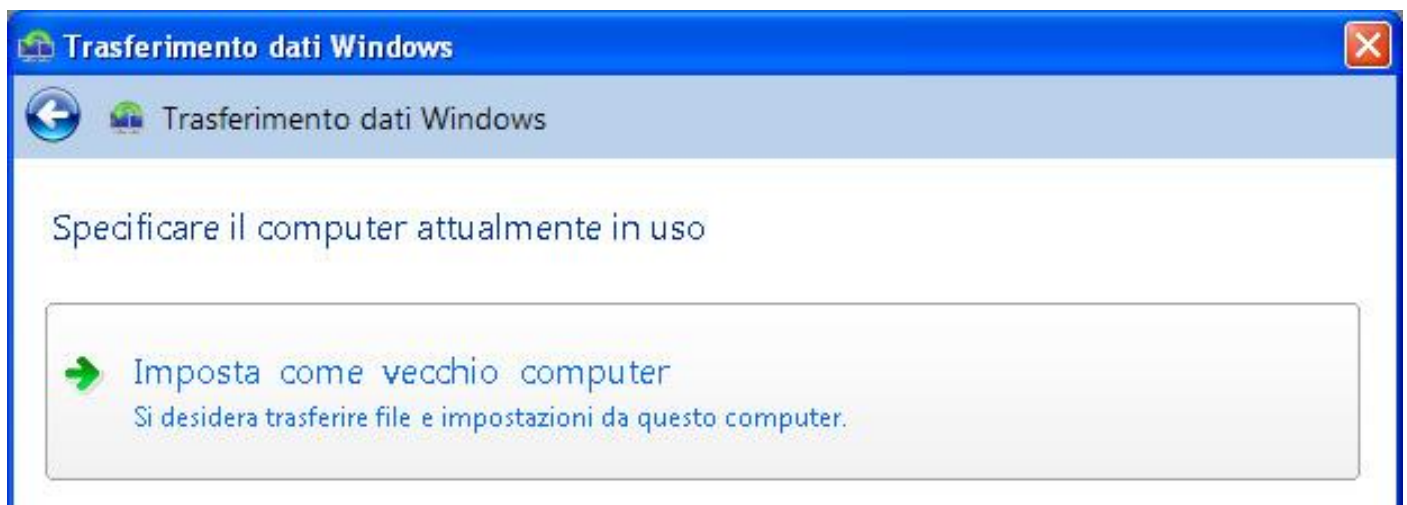 Trasferimento dati Windows
Trasferimento dati Windows
Specificare il computer attualmente in uso
Imposta come vecchio computer
Si desidera trasferire file e impostazioni da questo computer.